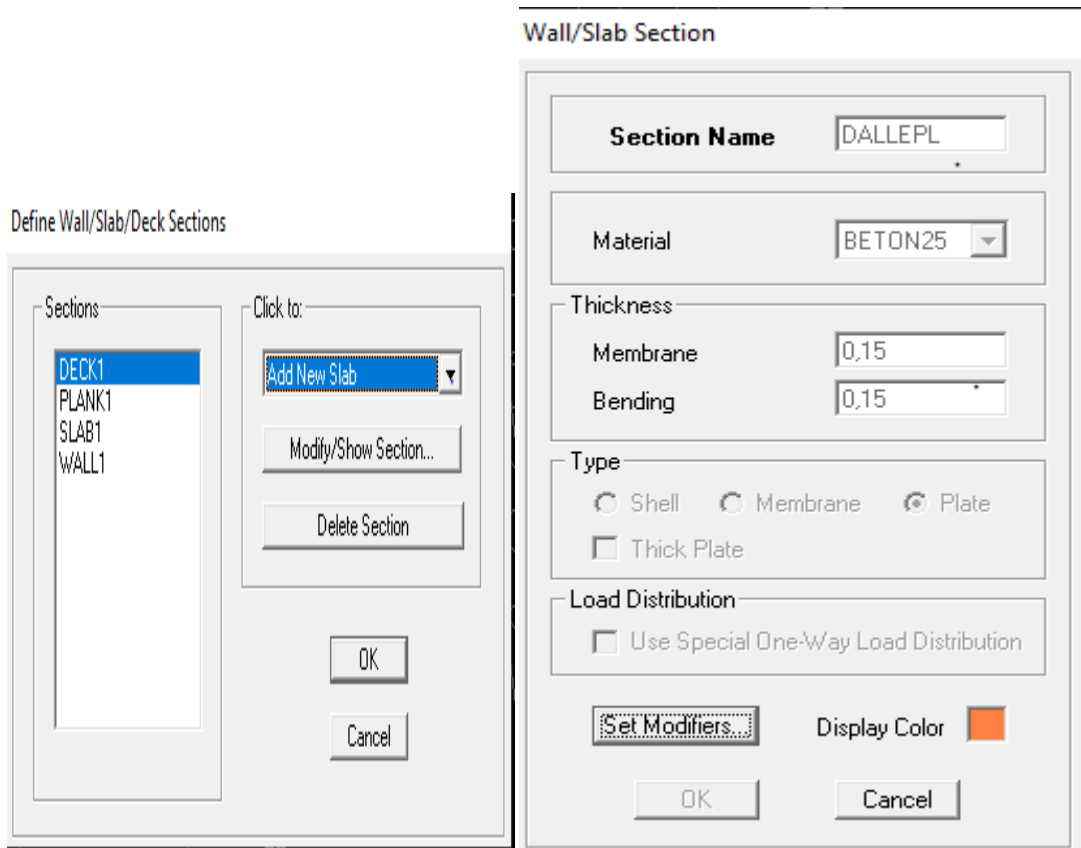 Define Wall/Slab/Deck Sections
Sections
DECK1
PLANK1
SLAB1
WALL1
Click to:
Add New Slab
Modify/Show Section...
Delete Section
OK
Cancel
Wall/Slab Section
Section Name DALLEPL
Material BETON25
Thickness
Membrane 0,15
Bending 0,15
Type
Shell Membrane Plate
Thick Plate
Load Distribution
Use Special One-Way Load Distribution
Set Modifiers... Display Color
OK Cancel